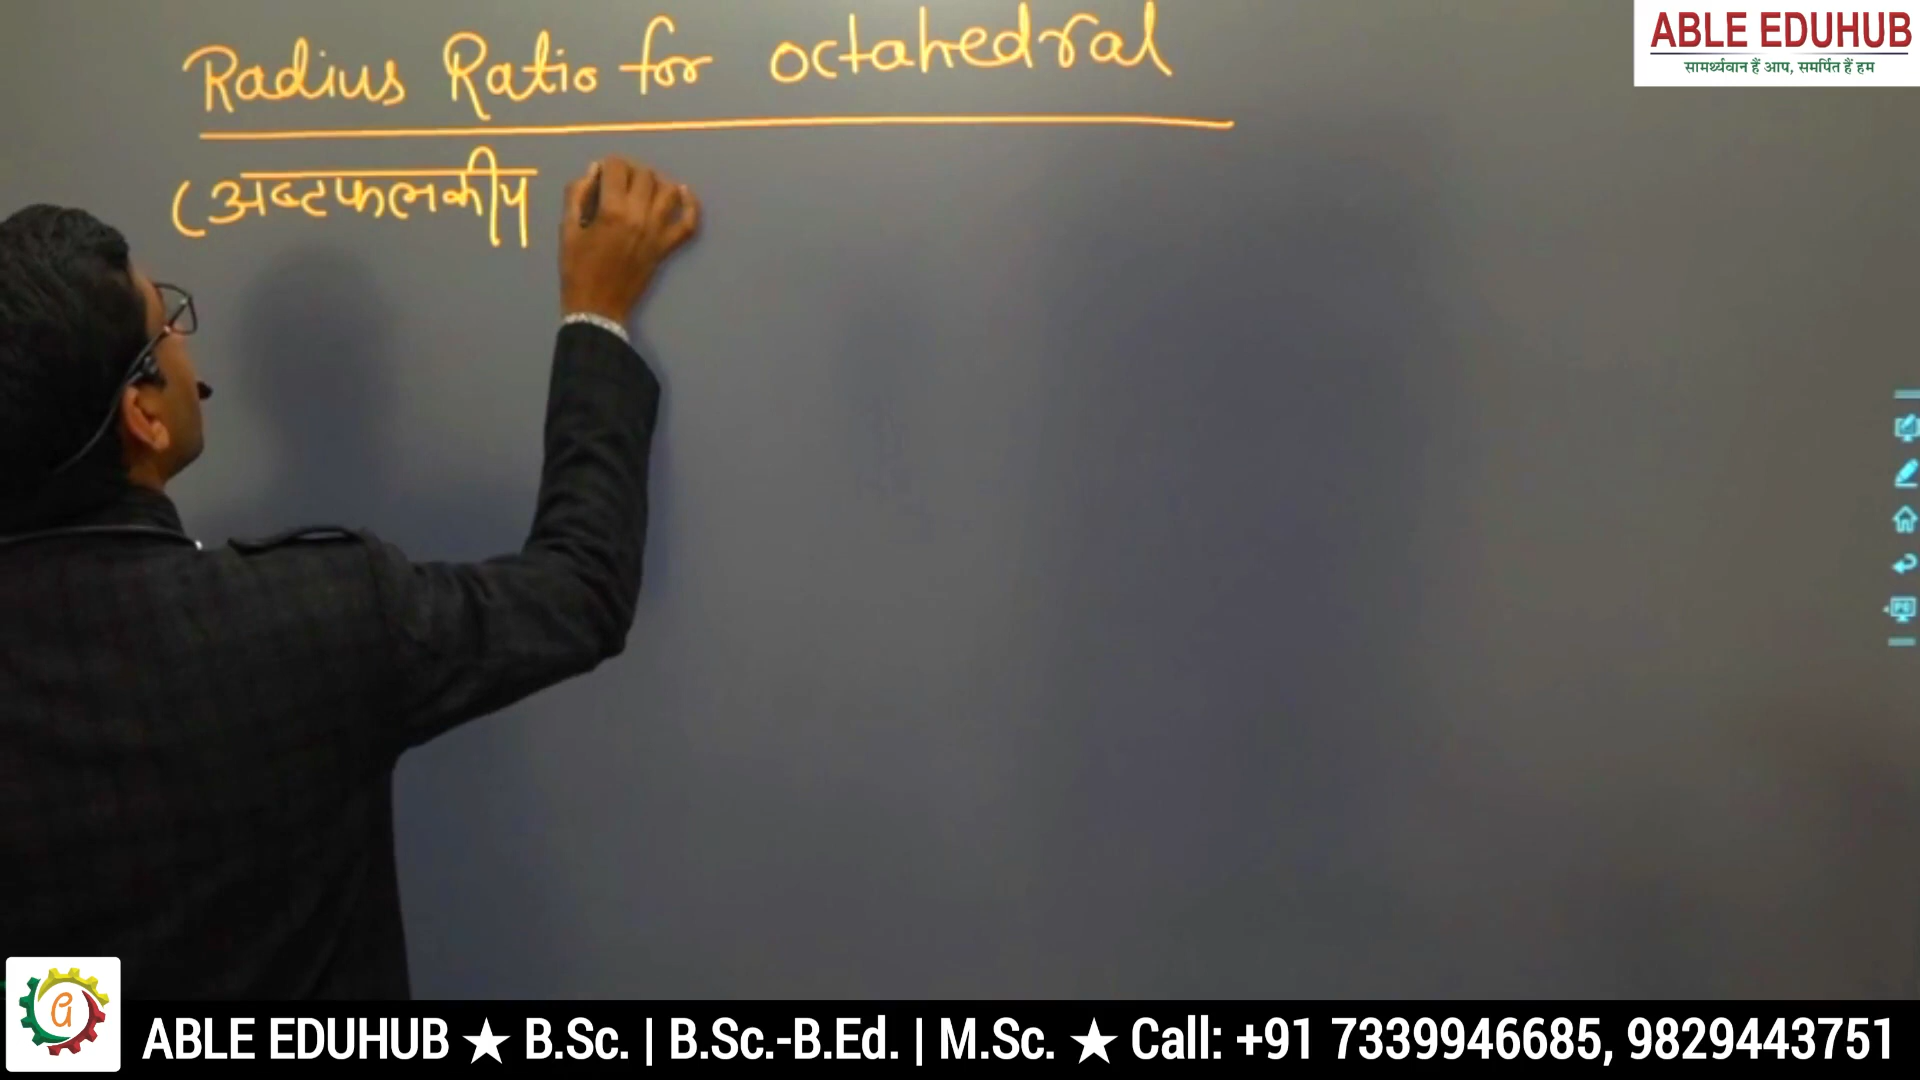 Radius Ratio for octahedral
(अष्टफलकीय
ABLE EDUHUB
सामर्थ्यवान हैं आप, समर्पित हैं हम
PC
ABLE EDUHUB ★ B.Sc. | B.Sc.-B.Ed. | M.Sc. ★ Call: +91 7339946685, 9829443751